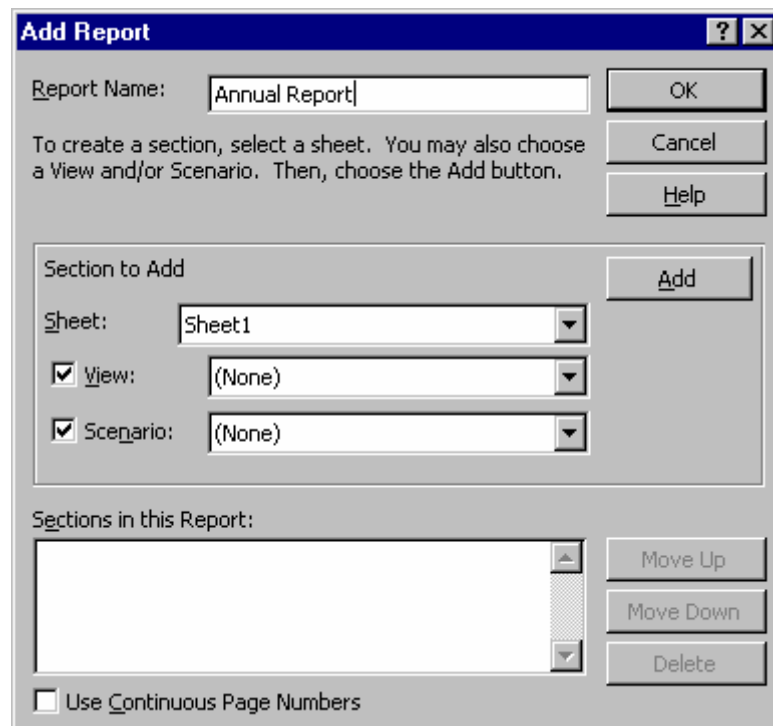 Add Report
Report Name:
Annual Report
OK
To create a section, select a sheet. You may also choose
a View and/or Scenario. Then, choose the Add button.
Cancel
Help
Section to Add
Add
Sheet:
Sheet1
View:
(None)
Scenario:
(None)
Sections in this Report:
Move Up
Move Down
Delete
Use Continuous Page Numbers